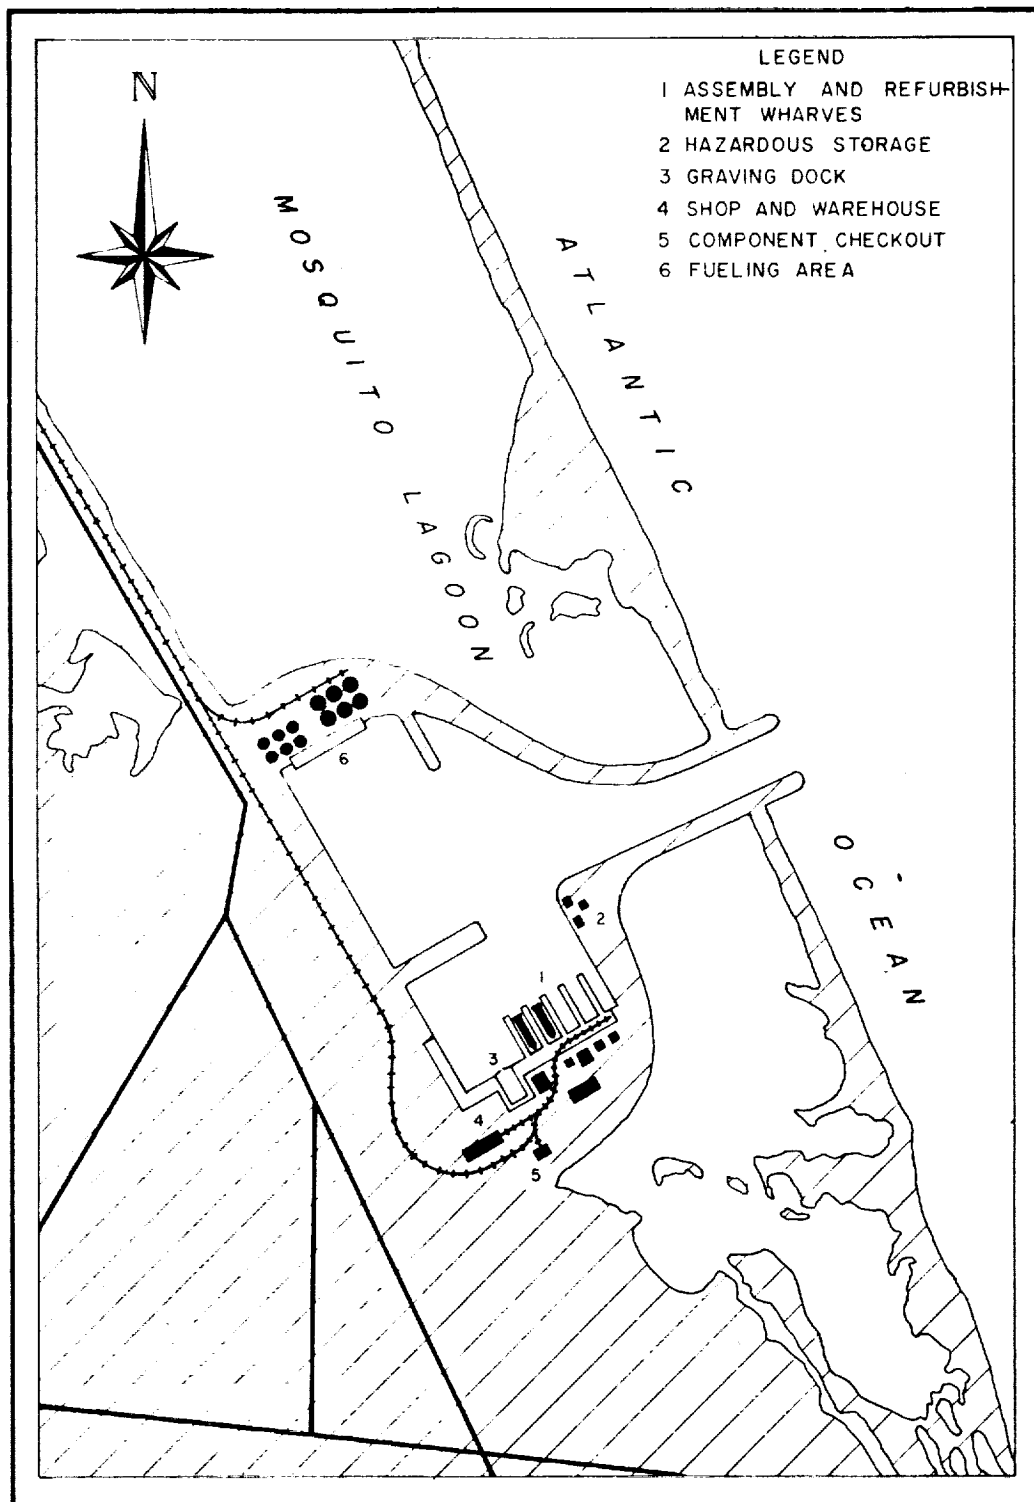 LEGEND
1 ASSEMBLY AND REFURBISH-
MENT WHARVES
2 HAZARDOUS STORAGE
3 GRAVING DOCK
4 SHOP AND WAREHOUSE
5 COMPONENT CHECKOUT
6 FUELING AREA
N
MOSQUITO LAGOON
ATLANTIC OCEAN
6
2
1
3
4
5